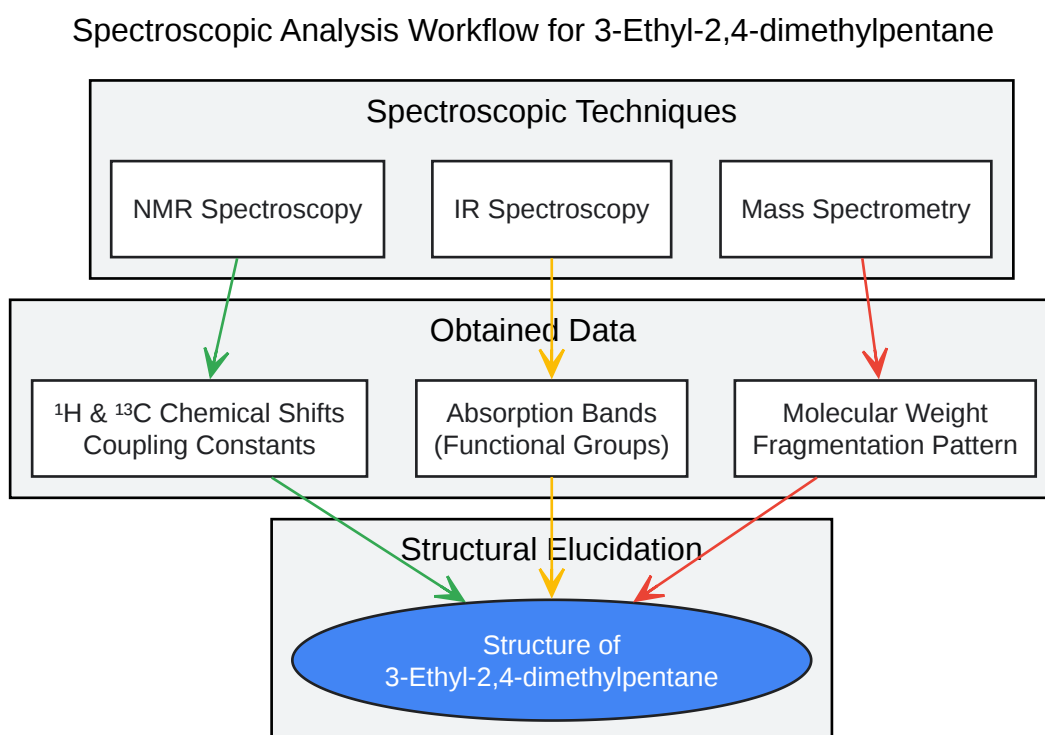 Spectroscopic Analysis Workflow for 3-Ethyl-2,4-dimethylpentane
Spectroscopic Techniques
NMR Spectroscopy
IR Spectroscopy
Mass Spectrometry
Obtained Data
¹H & ¹³C Chemical Shifts
Coupling Constants
Absorption Bands
(Functional Groups)
Molecular Weight
Fragmentation Pattern
Structural Elucidation
Structure of
3-Ethyl-2,4-dimethylpentane